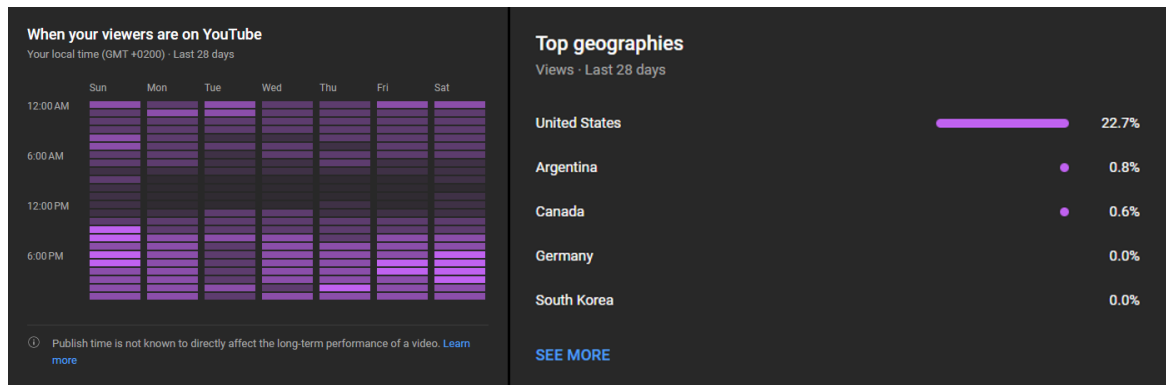 When your viewers are on YouTube
Your local time (GMT +0200) · Last 28 days
Sun Mon Tue Wed Thu Fri Sat
12:00 AM
6:00 AM
12:00 PM
6:00 PM
Publish time is not known to directly affect the long-term performance of a video. Learn
more
Top geographies
Views · Last 28 days
United States 22.7%
Argentina 0.8%
Canada 0.6%
Germany 0.0%
South Korea 0.0%
SEE MORE